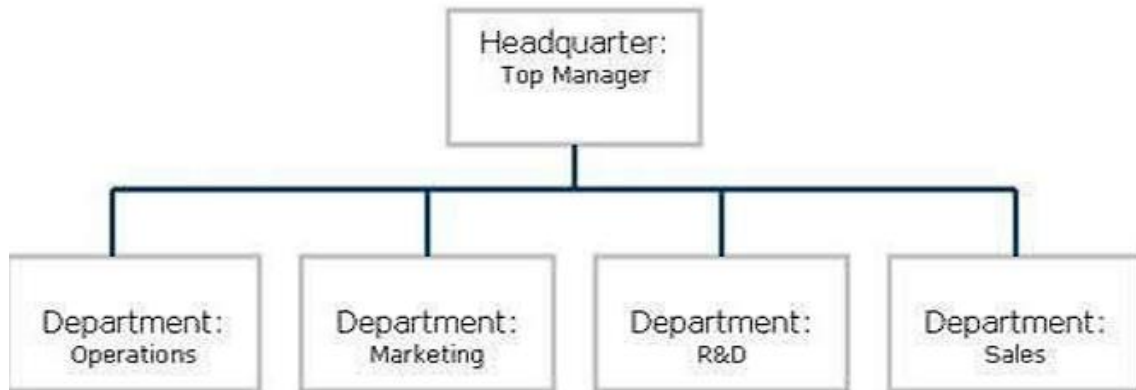 Headquarter:
Top Manager
Department:
Operations
Department:
Marketing
Department:
R&D
Department:
Sales